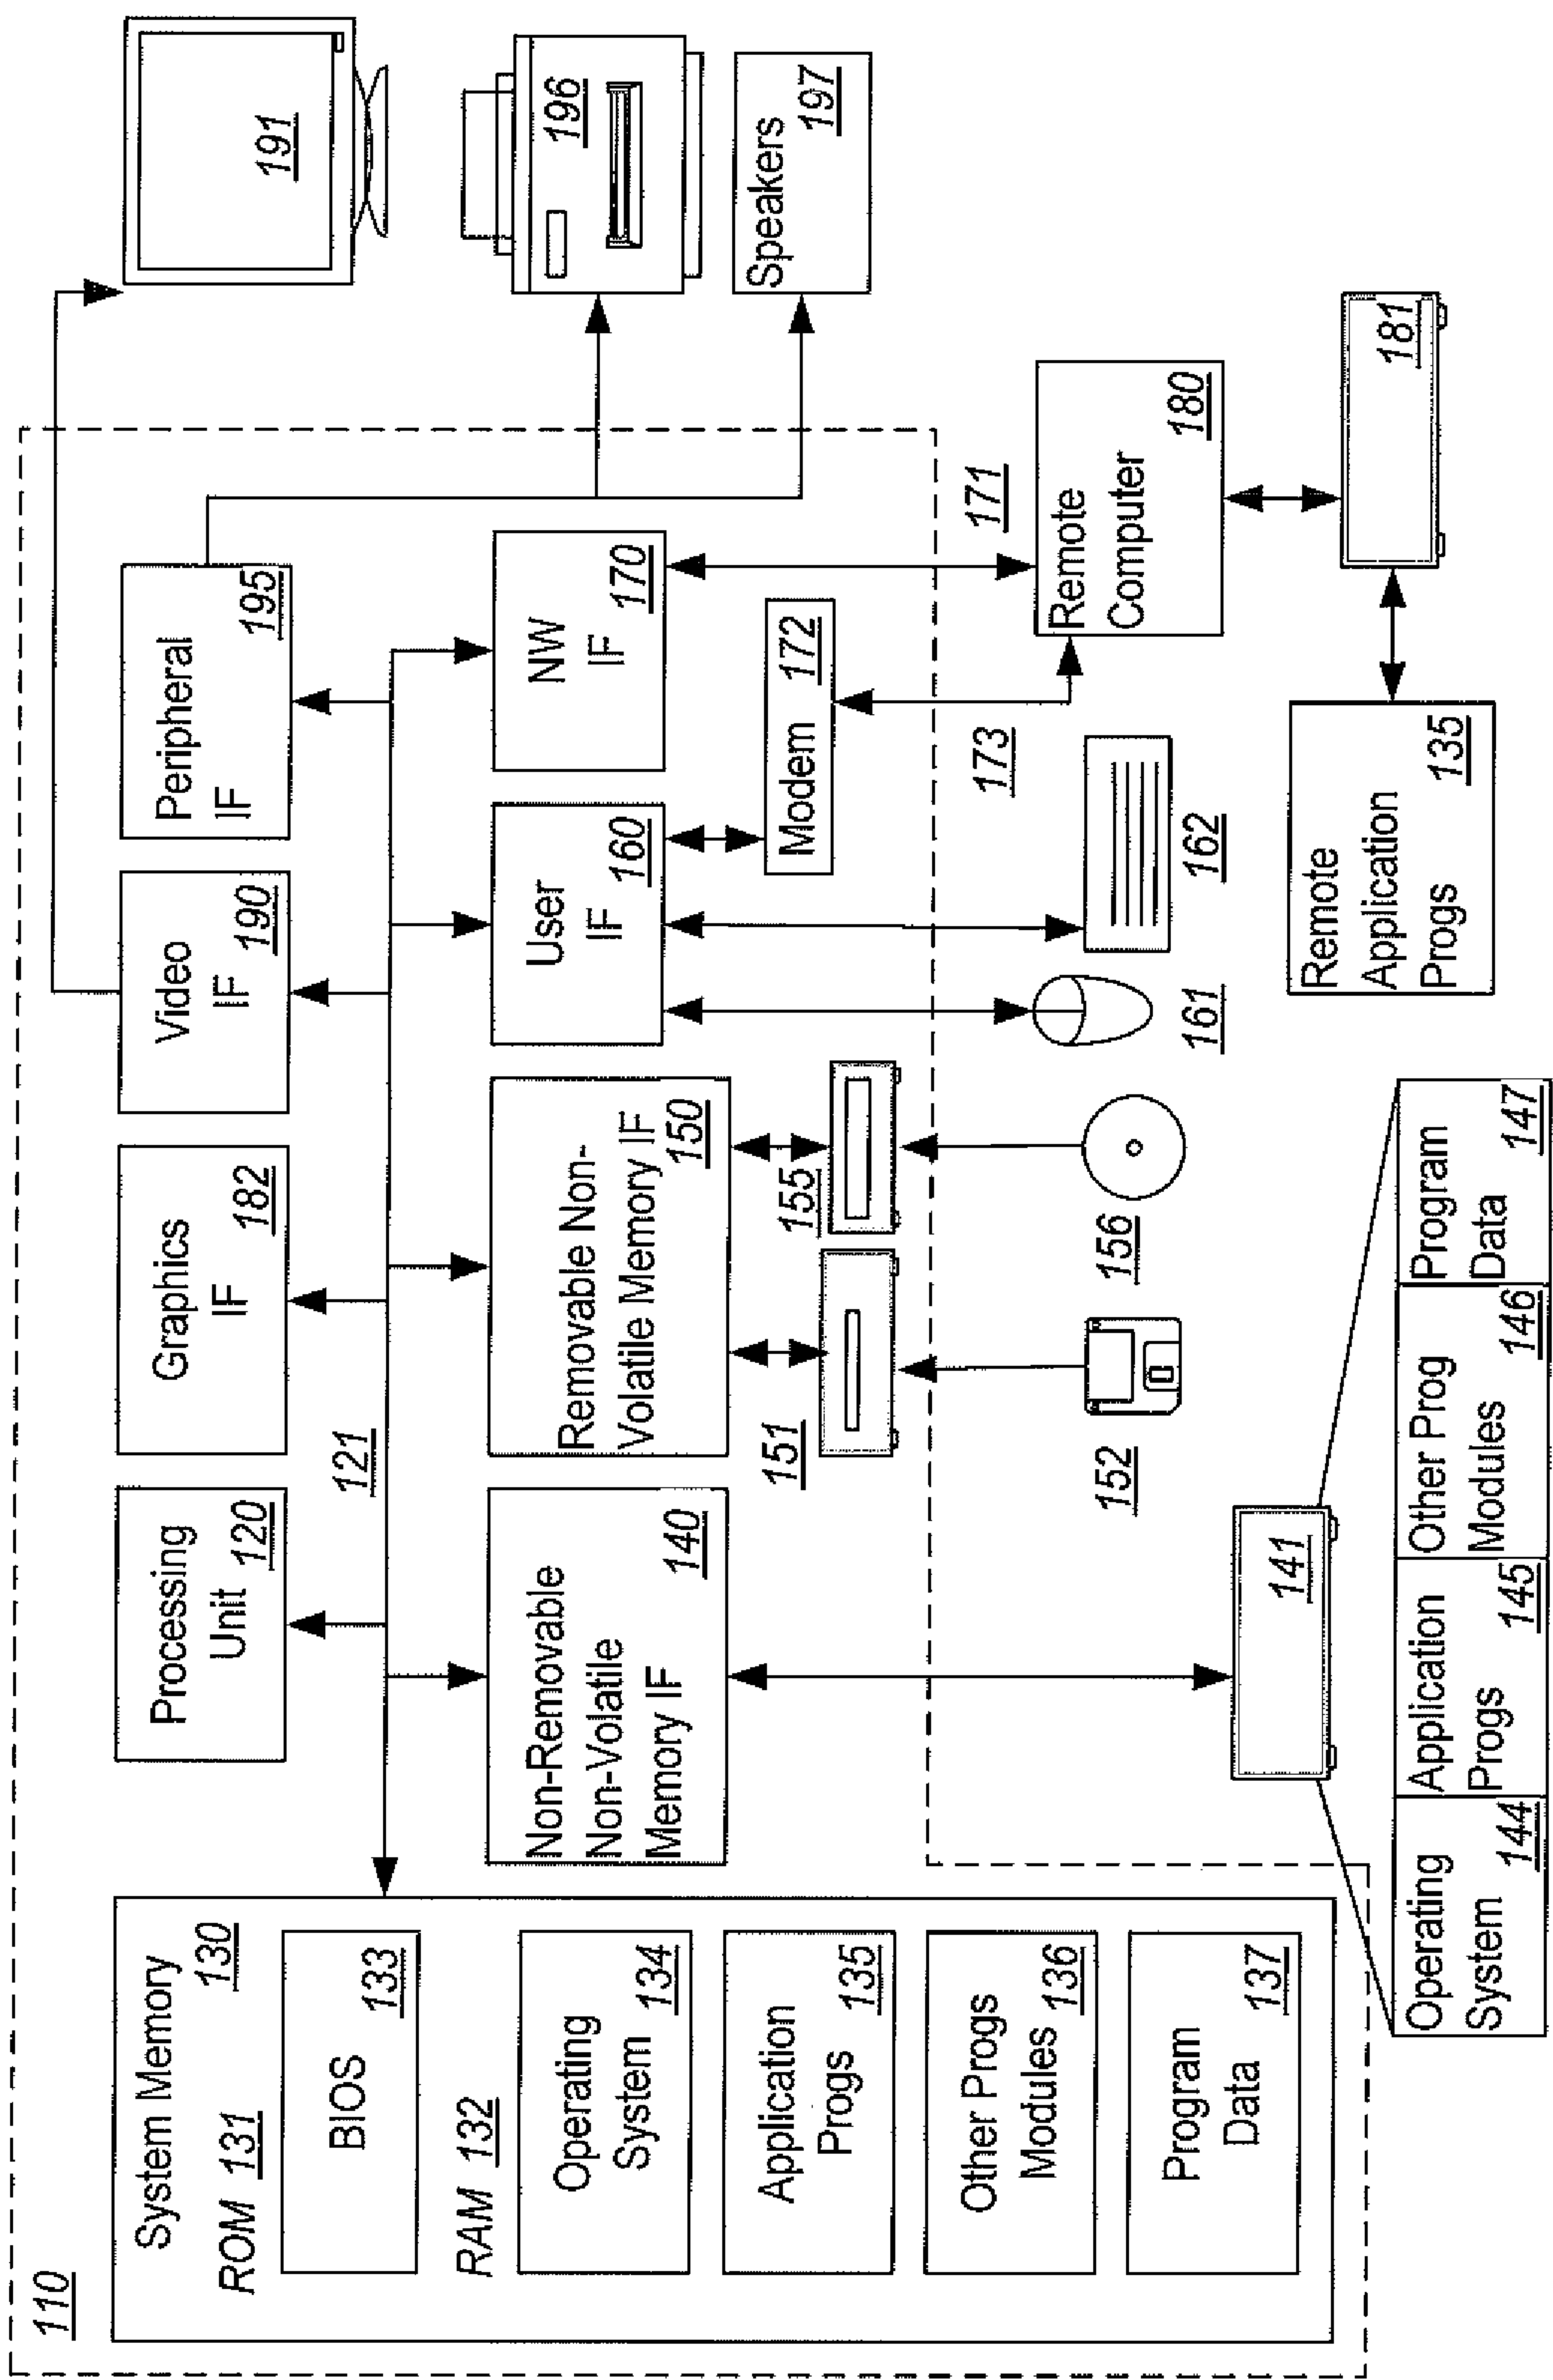 110
System Memory
130
ROM 131
BIOS
133
RAM 132
Operating
System
134
Application
Progs
135
Other Progs
Modules
136
Program
Data
137
Processing
Unit
120
Graphics
IF
182
Video
IF
190
Peripheral
IF
195
121
Non-Removable
Non-Volatile
Memory IF
140
Removable Non-
Volatile Memory IF
150
User
IF
160
NW
IF
170
151
155
Modem 172
191
196
Speakers
197
152
156
161
162
173
171
Remote
Computer
180
181
Remote
Application
Progs
135
141
Operating
System
144
Application
Progs
145
Other Prog
Modules
146
Program
Data
147